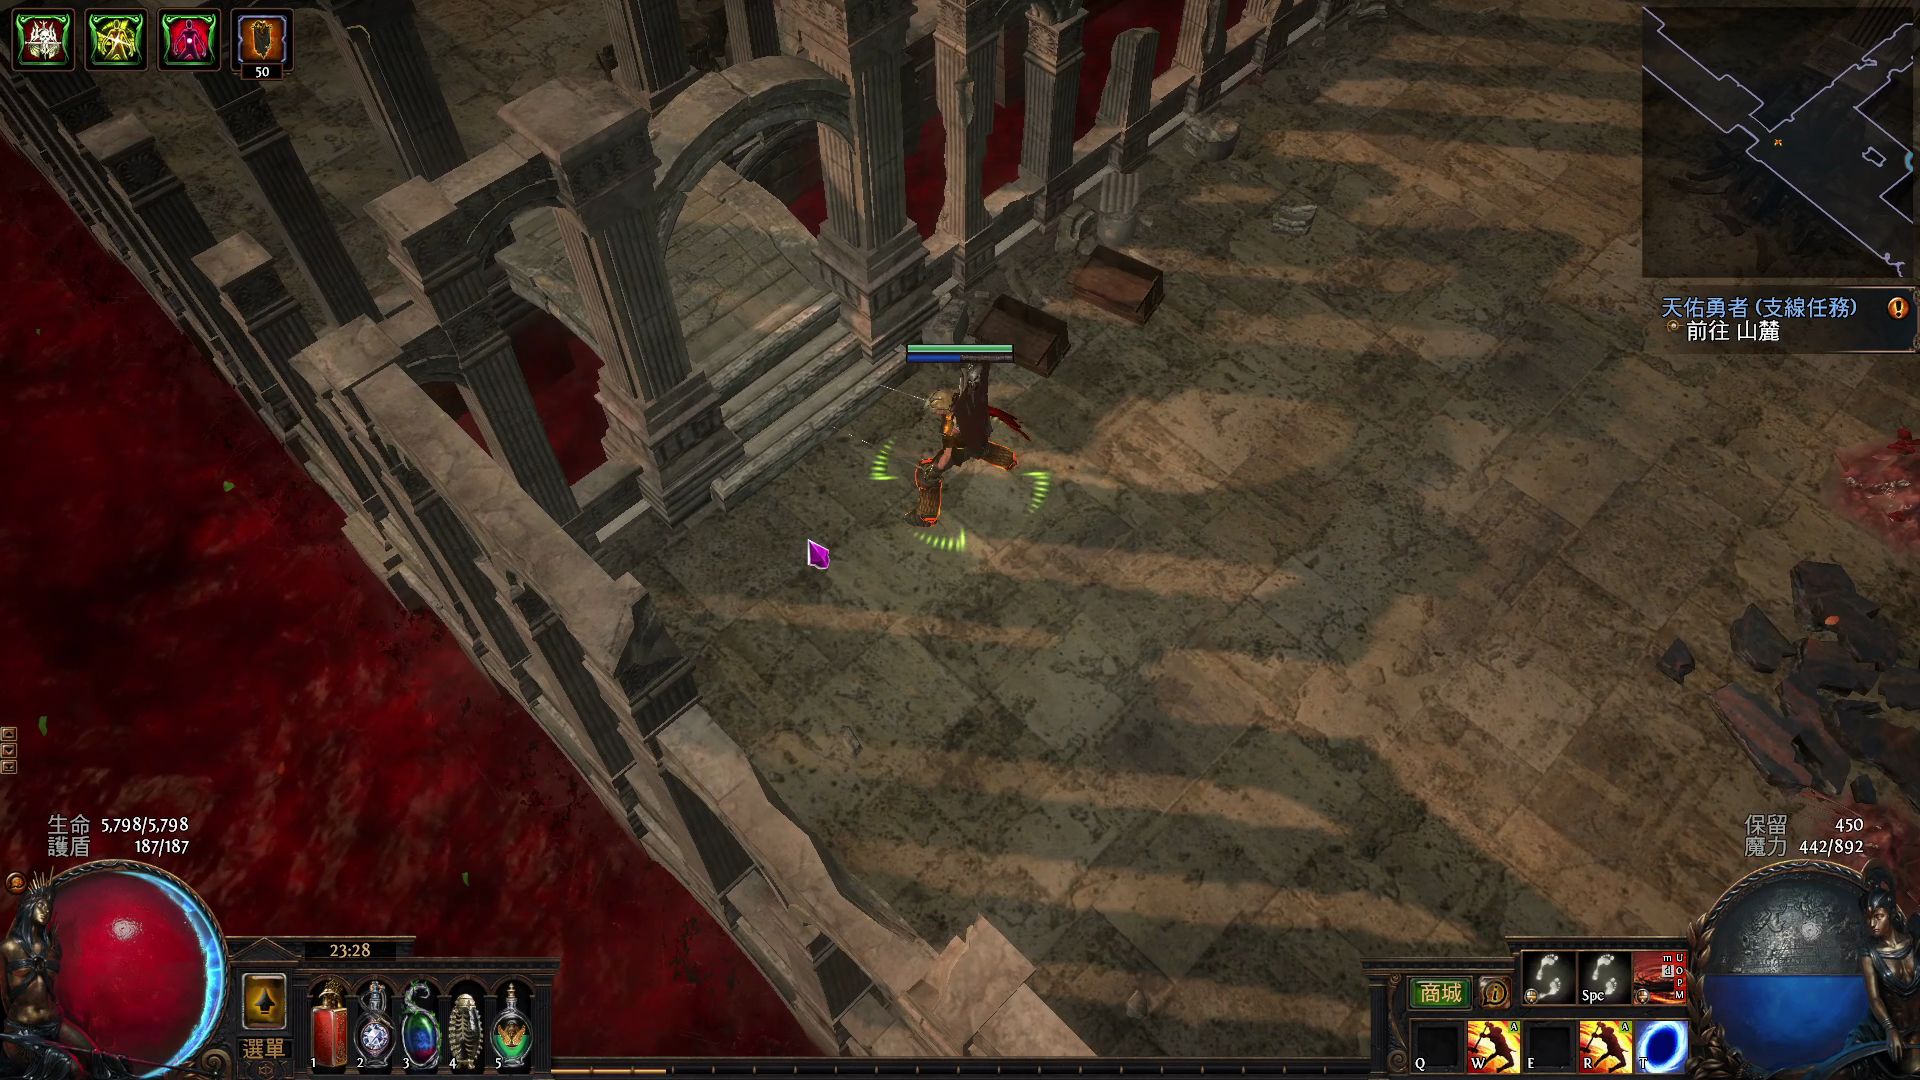 50
天佑勇者 (支線任務)
前往 山麓
生命 5,798/5,798
護盾 187/187
保留 450
魔力 442/892
23:28
選單
1
2
3
4
5
商城
Spc
m U
d O
P
M
Q
W
A
E
R
A
T